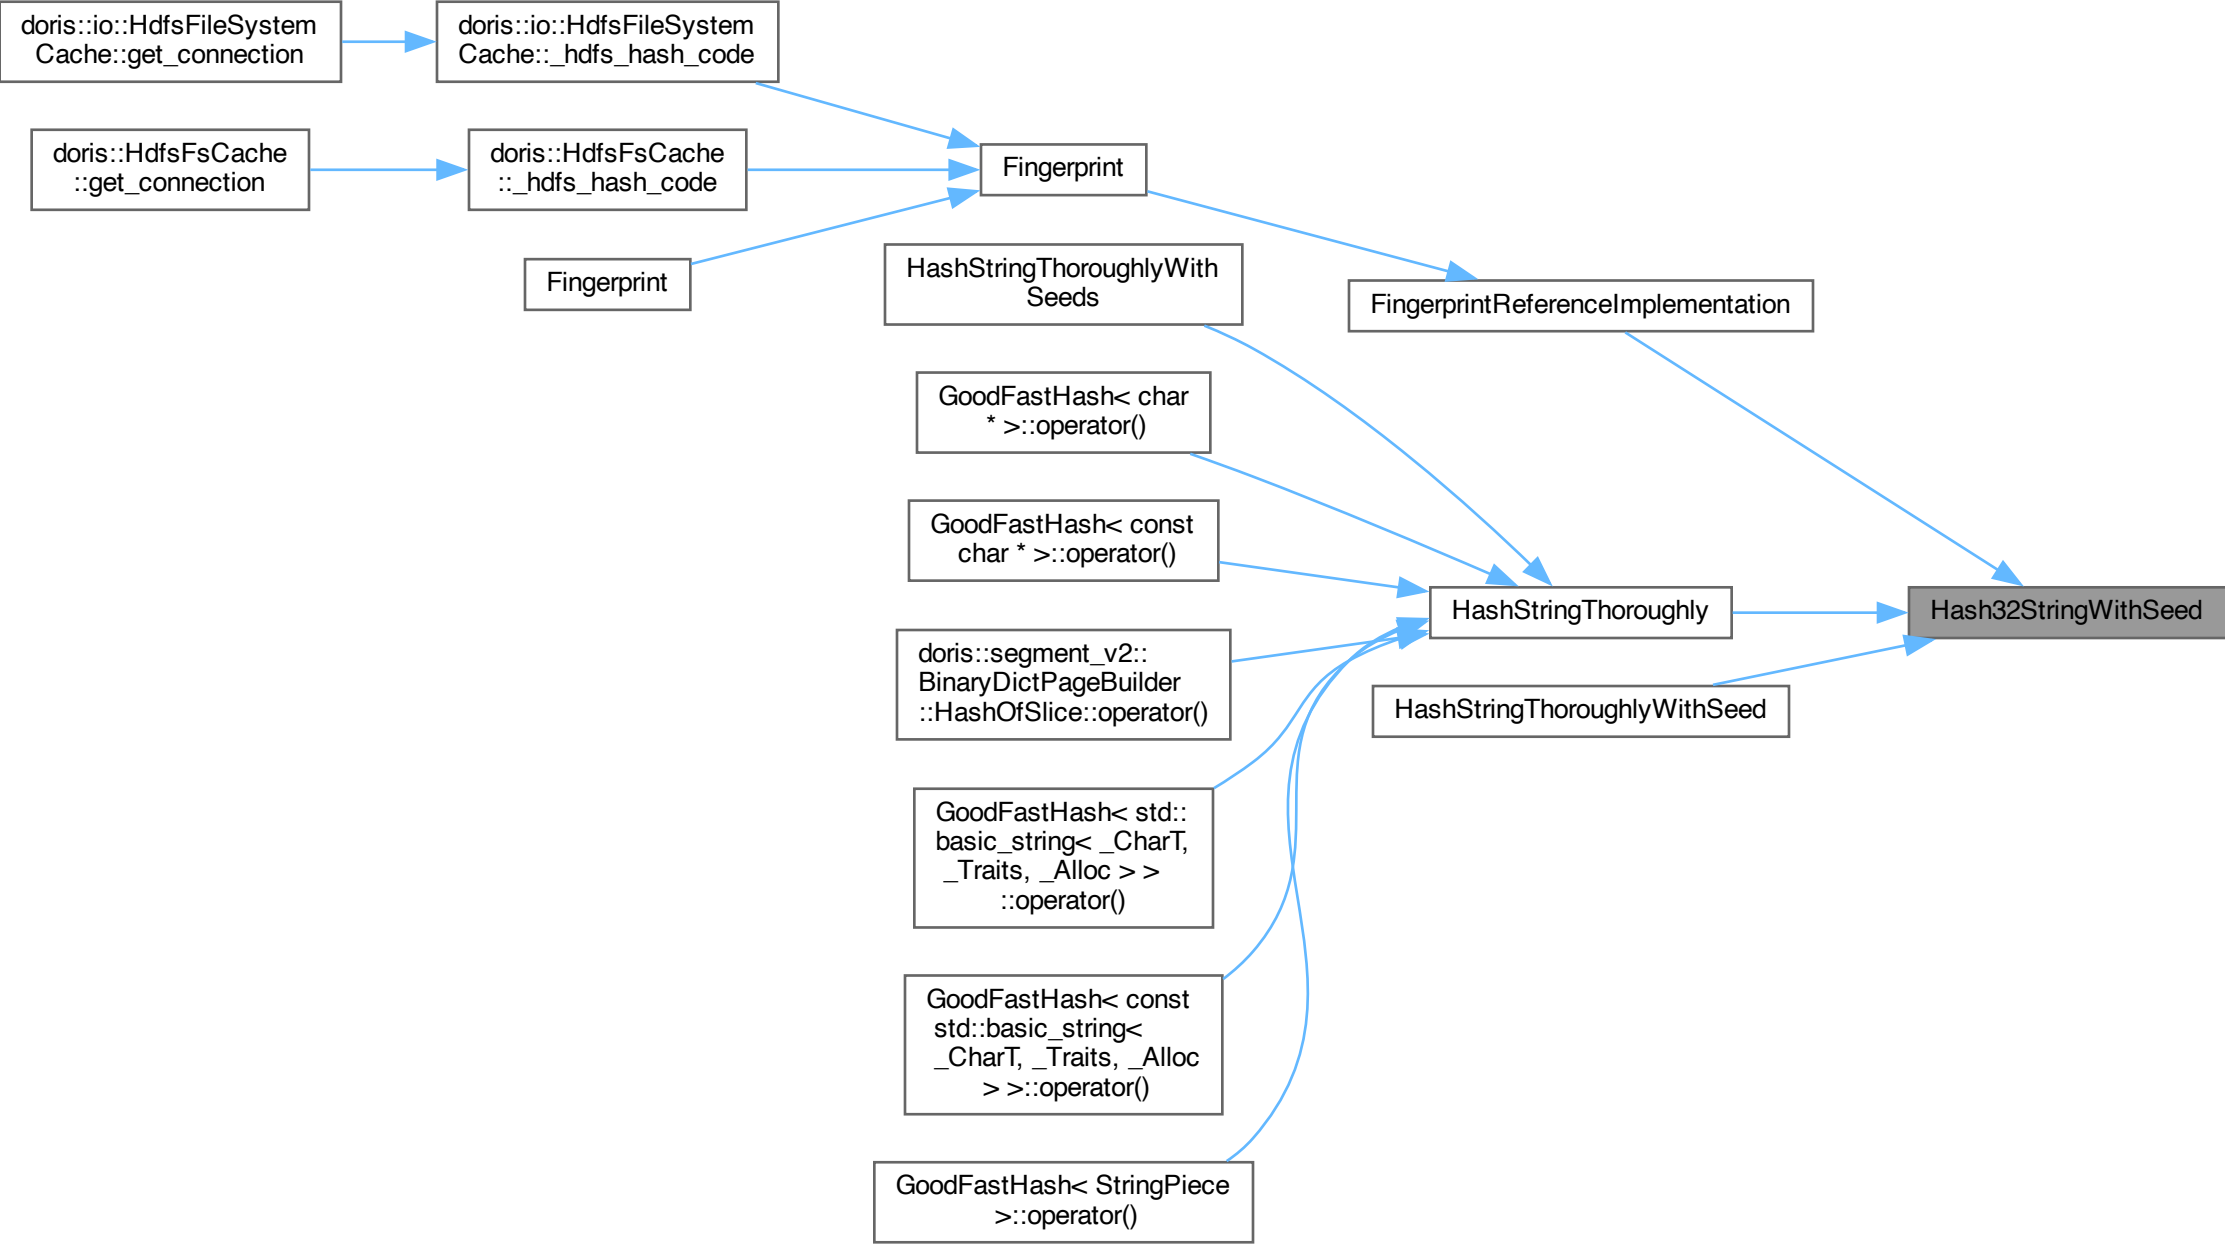 doris::io::HdfsFileSystem
Cache::get_connection
doris::io::HdfsFileSystem
Cache::_hdfs_hash_code
doris::HdfsFsCache
::get_connection
doris::HdfsFsCache
::_hdfs_hash_code
Fingerprint
Fingerprint
HashStringThoroughlyWith
Seeds
FingerprintReferenceImplementation
GoodFastHash< char
* >::operator()
GoodFastHash< const
char * >::operator()
HashStringThoroughly
Hash32StringWithSeed
doris::segment_v2::
BinaryDictPageBuilder
::HashOfSlice::operator()
HashStringThoroughlyWithSeed
GoodFastHash< std::
basic_string< _CharT,
_Traits, _Alloc > >
::operator()
GoodFastHash< const
std::basic_string<
_CharT, _Traits, _Alloc
> >::operator()
GoodFastHash< StringPiece
>::operator()